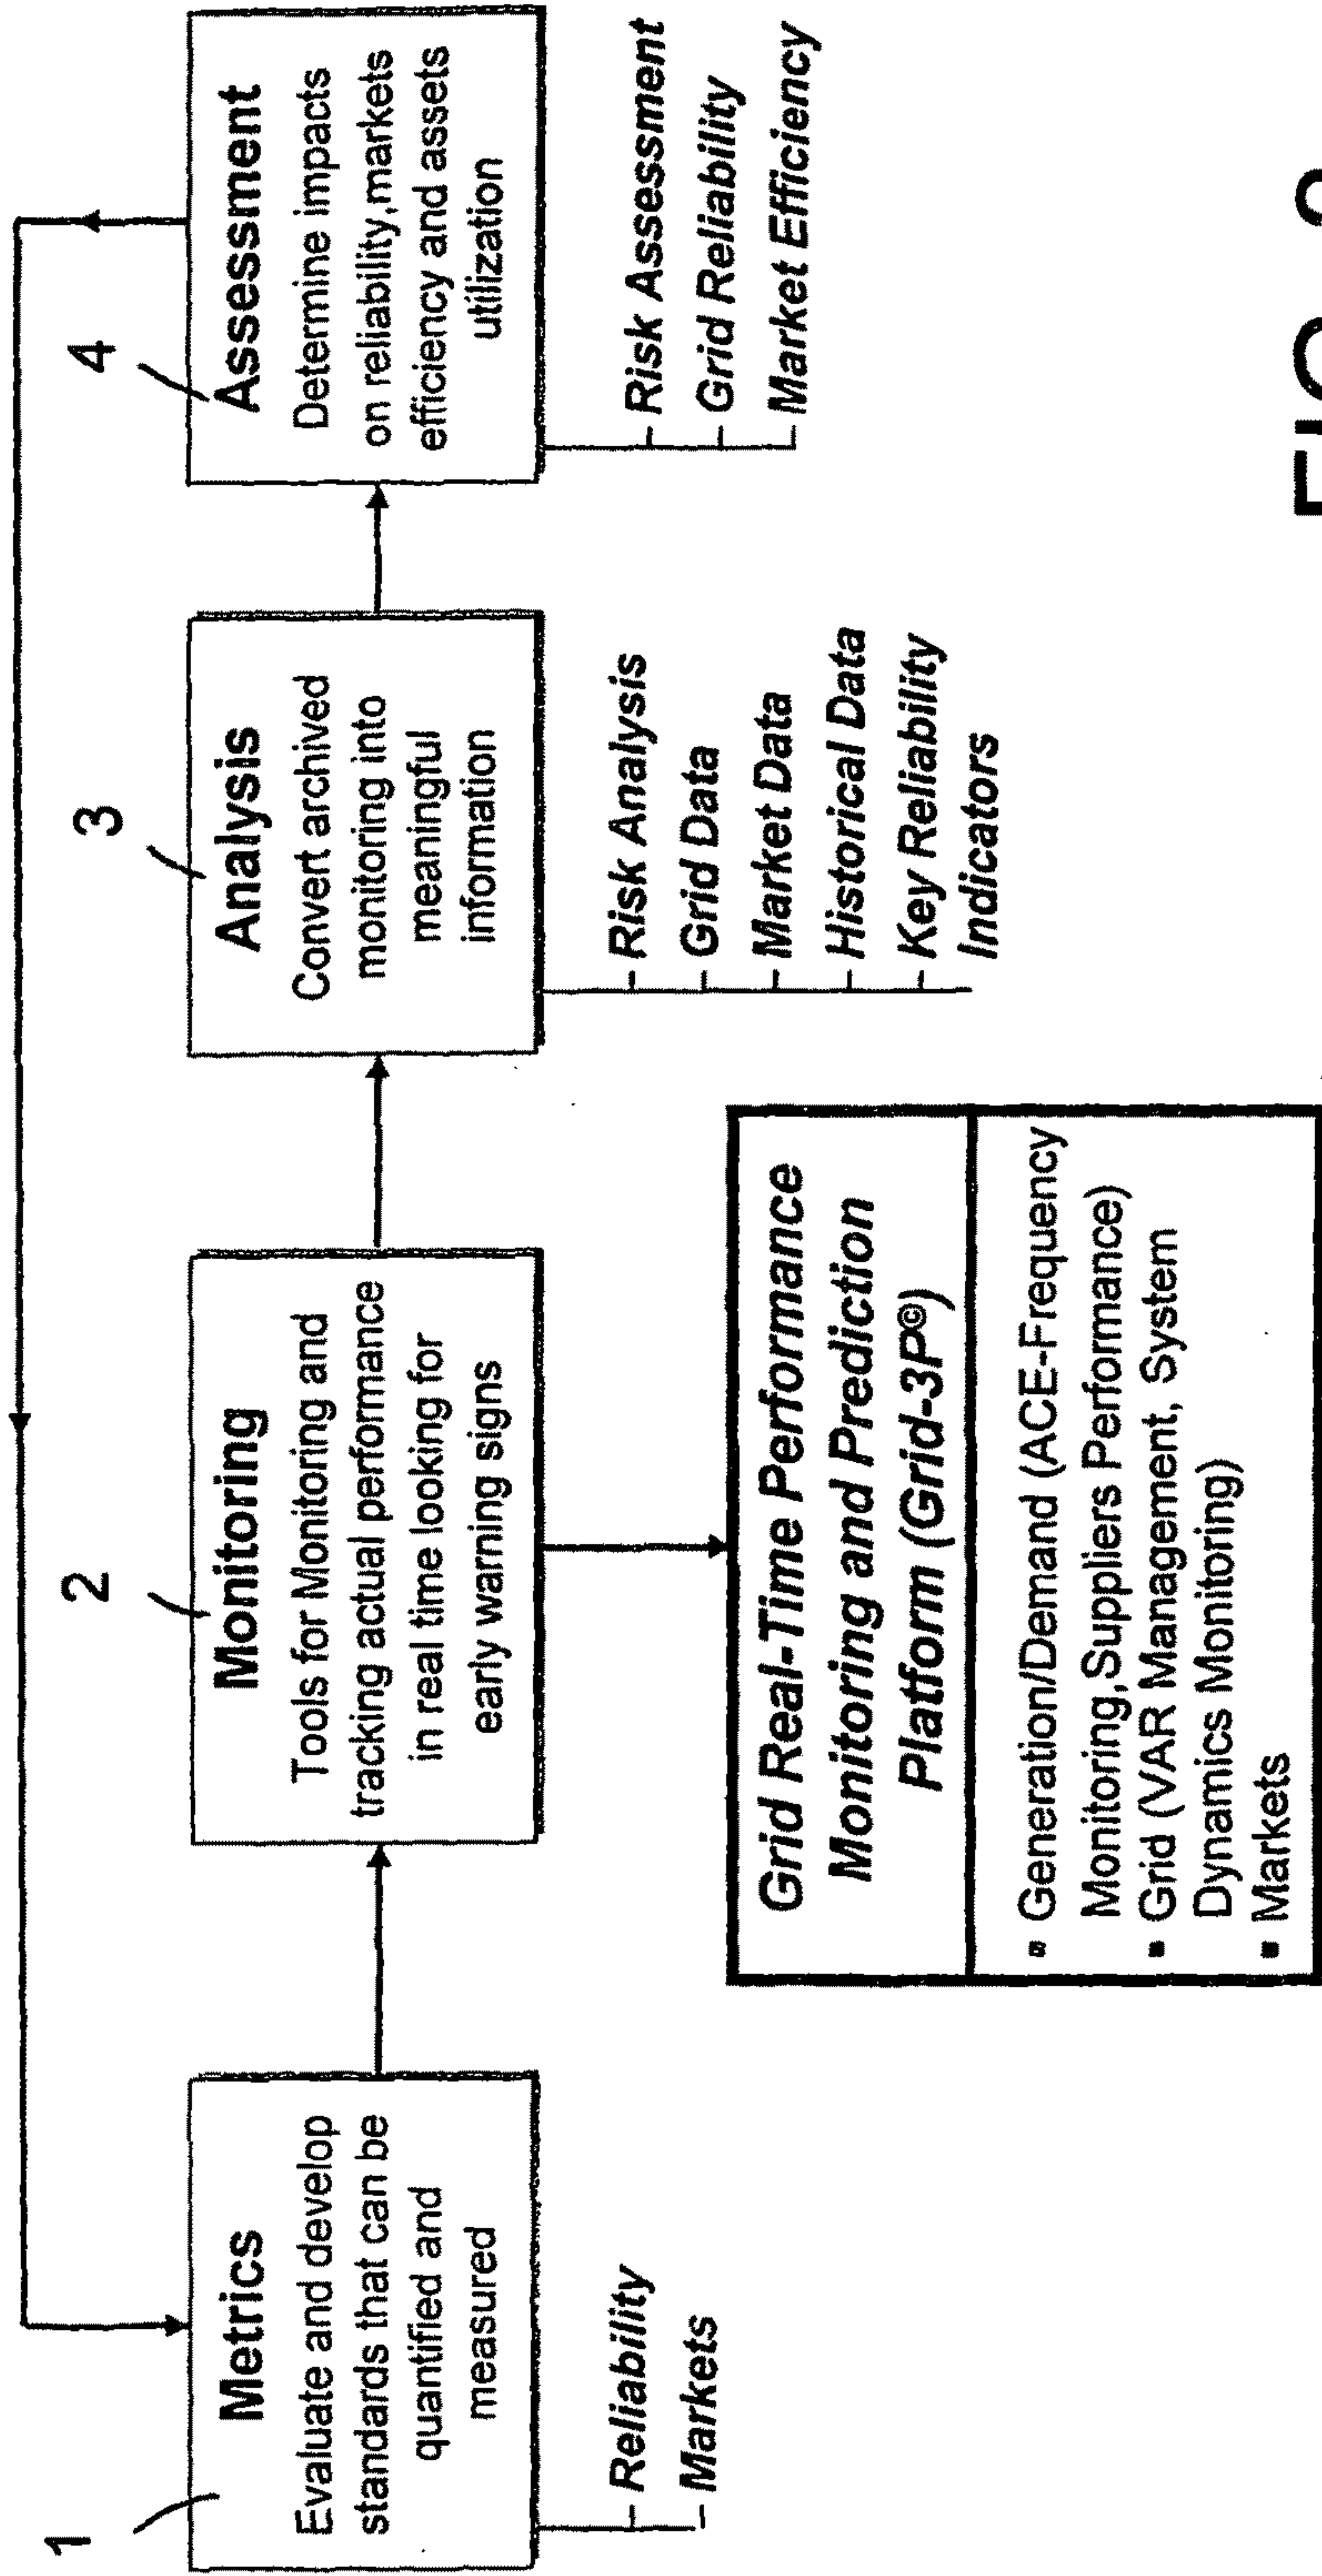 1
Metrics
Evaluate and develop
standards that can be
quantified and
measured
Reliability
Markets
2
Monitoring
Tools for Monitoring and
tracking actual performance
in real time looking for
early warning signs
Grid Real-Time Performance
Monitoring and Prediction
Platform (Grid-3P©)
▪ Generation/Demand (ACE-Frequency
Monitoring,Suppliers Performance)
▪ Grid (VAR Management, System
Dynamics Monitoring)
▪ Markets
3
Analysis
Convert archived
monitoring into
meaningful
information
Risk Analysis
Grid Data
Market Data
Historical Data
Key Reliability
Indicators
4
Assessment
Determine impacts
on reliability,markets
efficiency and assets
utilization
Risk Assessment
Grid Reliability
Market Efficiency